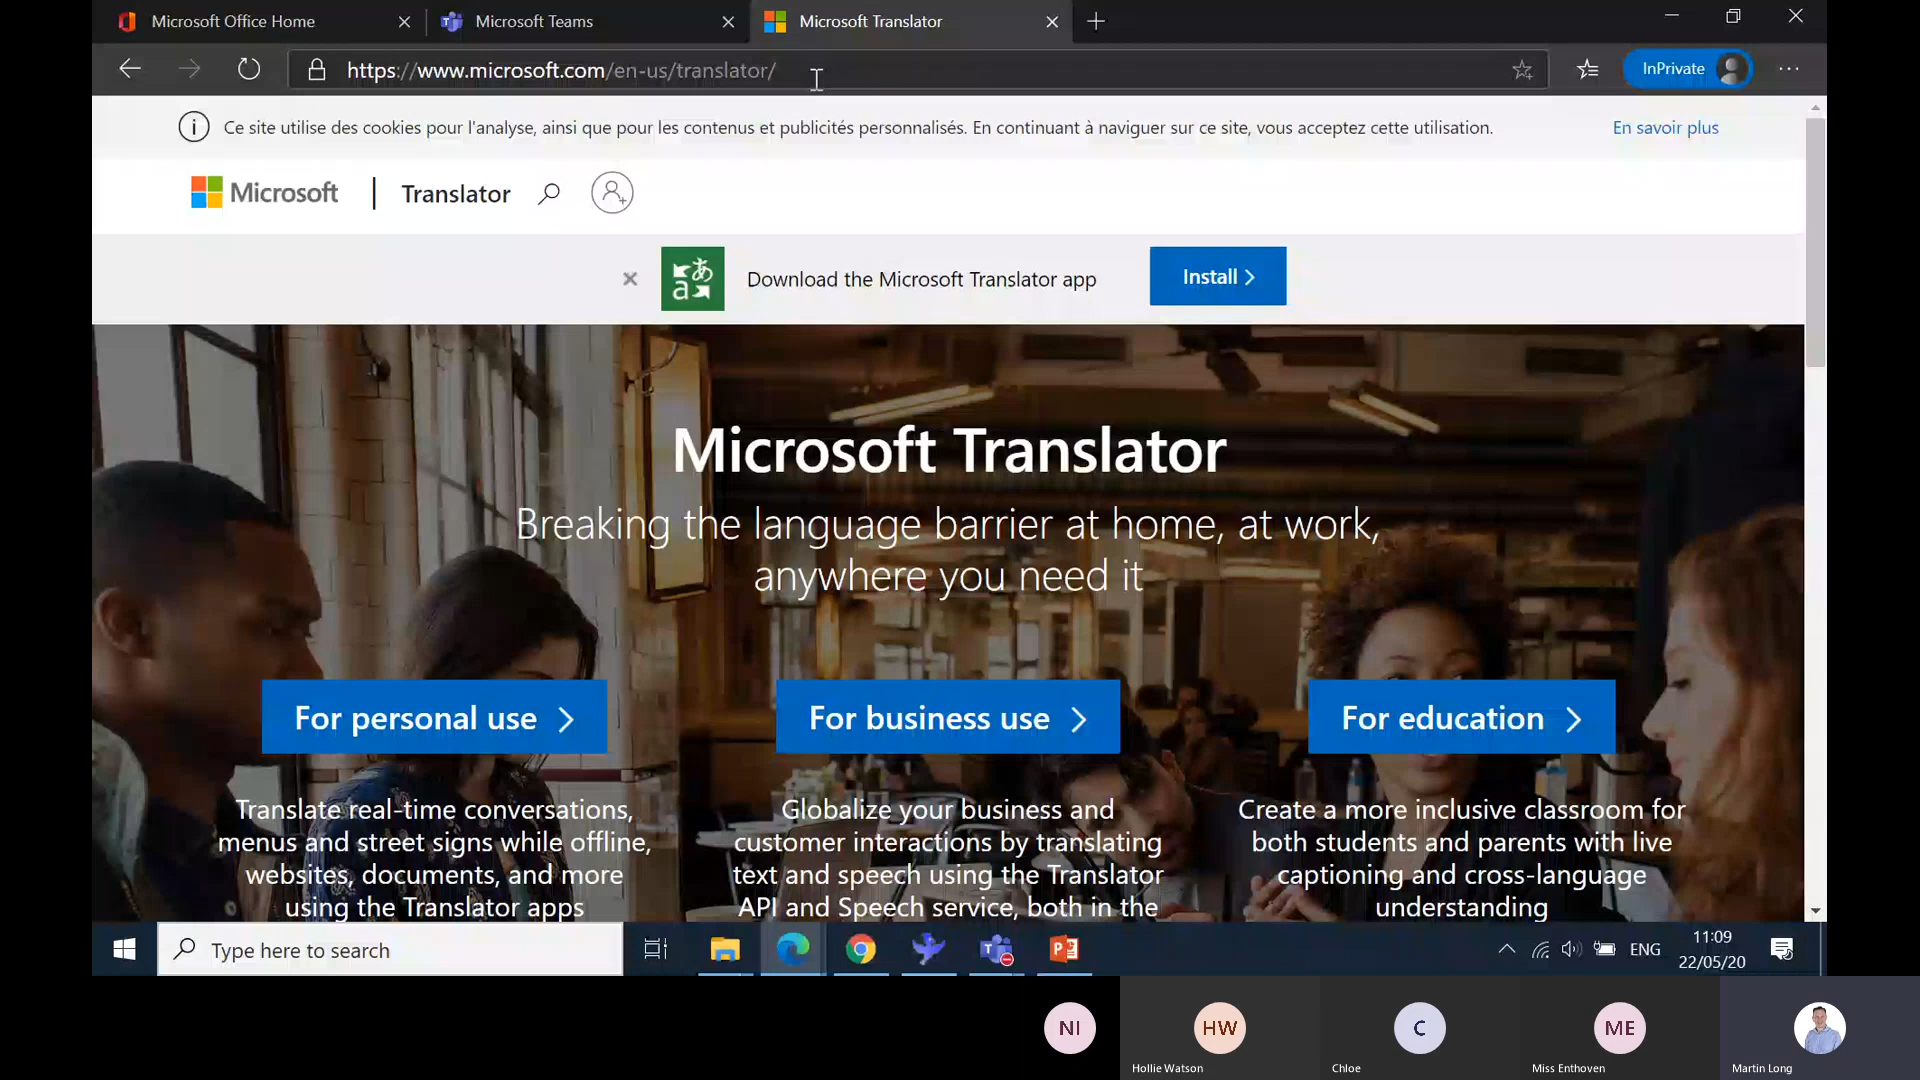 Microsoft Office Home
Microsoft Teams
Microsoft Translator
https://www.microsoft.com/en-us/translator/
InPrivate
Ce site utilise des cookies pour l'analyse, ainsi que pour les contenus et publicités personnalisés. En continuant à naviguer sur ce site, vous acceptez cette utilisation.
En savoir plus
Microsoft
Translator
Download the Microsoft Translator app
Install
Microsoft Translator
Breaking the language barrier at home, at work,
anywhere you need it
For personal use
For business use
For education
Translate real-time conversations,
menus and street signs while offline,
websites, documents, and more
using the Translator apps
Globalize your business and
customer interactions by translating
text and speech using the Translator
API and Speech service, both in the
Create a more inclusive classroom for
both students and parents with live
captioning and cross-language
understanding
Type here to search
ENG
11:09
22/05/20
NI
HW
Hollie Watson
C
Chloe
ME
Miss Enthoven
Martin Long